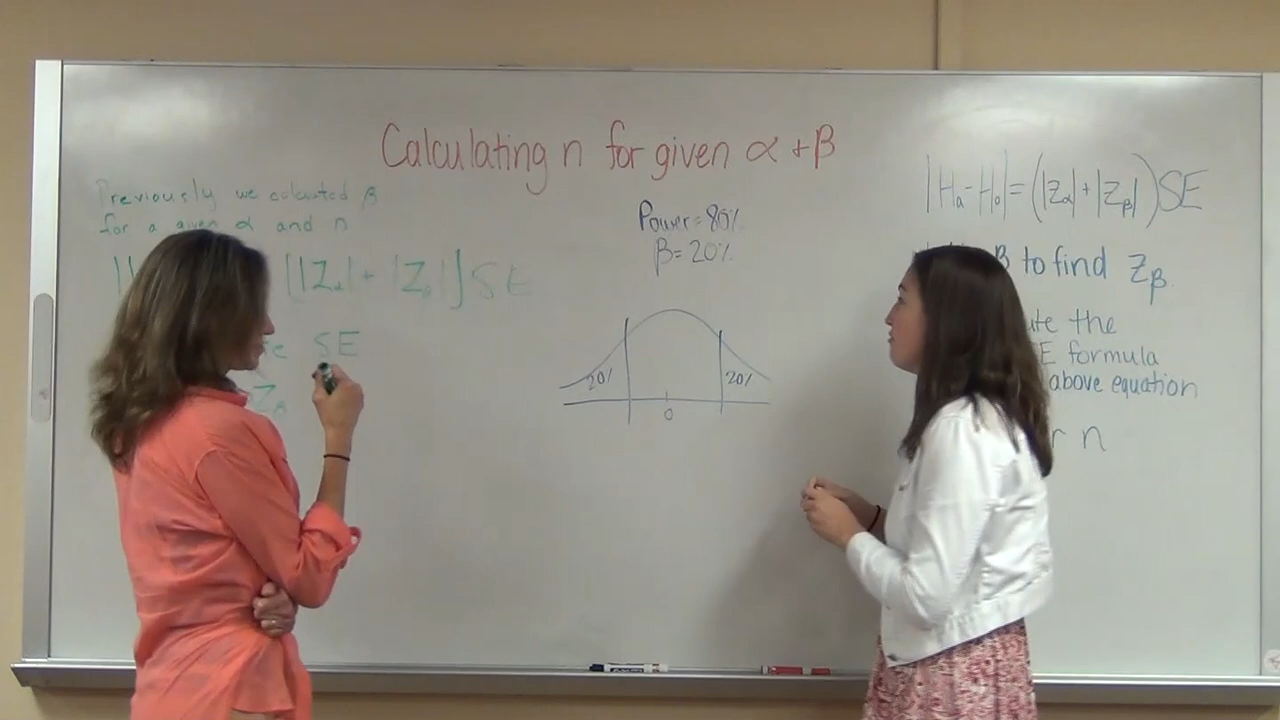 Calculating n for given α + β
Previously we calculated β
for a given α and n
[|Zα| + |Zβ|] SE
SE
Zβ
Power = 80%
β = 20%
20% 20%
0
|Ha - Ho| = (|Zα| + |Zβ|) SE
β to find Zβ.
the
formula
above equation
n